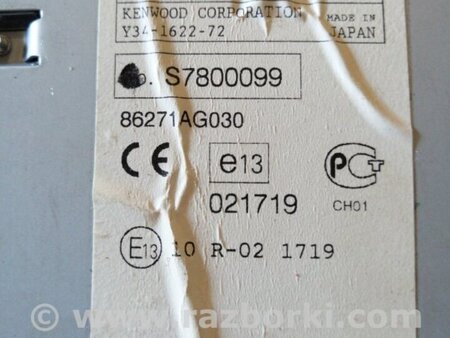 KENWOOD CORPORATION
Y34-1622-72
MADE IN
JAPAN
S7800099
86271AG030
CE e13 PCT
021719 CH01
E13 10 R-02 1719
© www.razborki.com